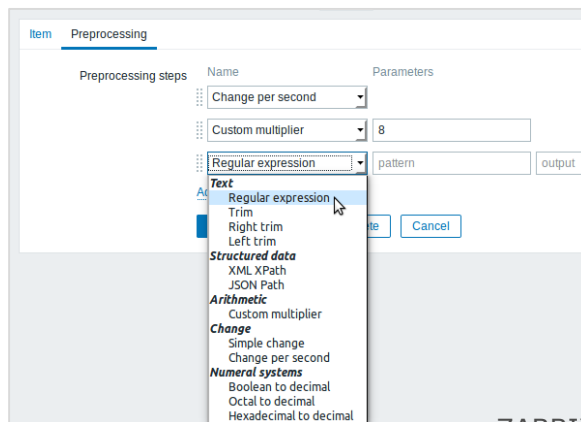 Item Preprocessing
Preprocessing steps Name Parameters
Change per second
Custom multiplier 8
Regular expression pattern output
Text
Regular expression
Trim
Right trim
Cancel
Left trim
Structured data
XML XPath
JSON Path
Arithmetic
Custom multiplier
Change
Simple change
Change per second
Numeral systems
Boolean to decimal
Octal to decimal
Hexadecimal to decimal